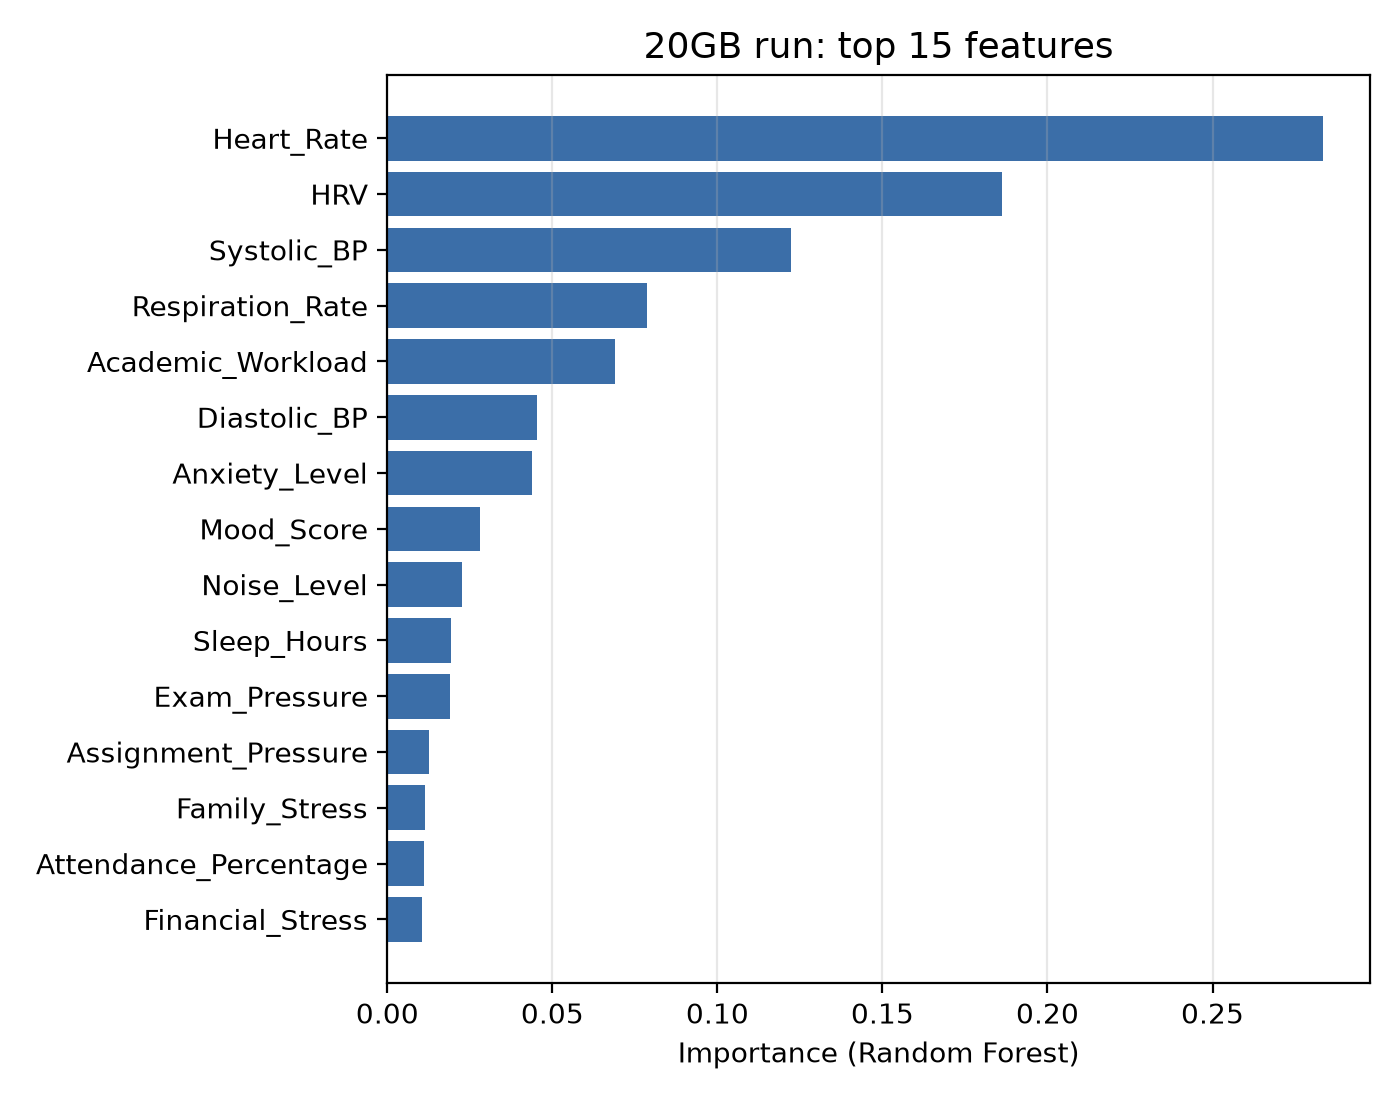 20GB run: top 15 features
Heart_Rate
HRV
Systolic_BP
Respiration_Rate
Academic_Workload
Diastolic_BP
Anxiety_Level
Mood_Score
Noise_Level
Sleep_Hours
Exam_Pressure
Assignment_Pressure
Family_Stress
Attendance_Percentage
Financial_Stress
0.00 0.05 0.10 0.15 0.20 0.25
Importance (Random Forest)